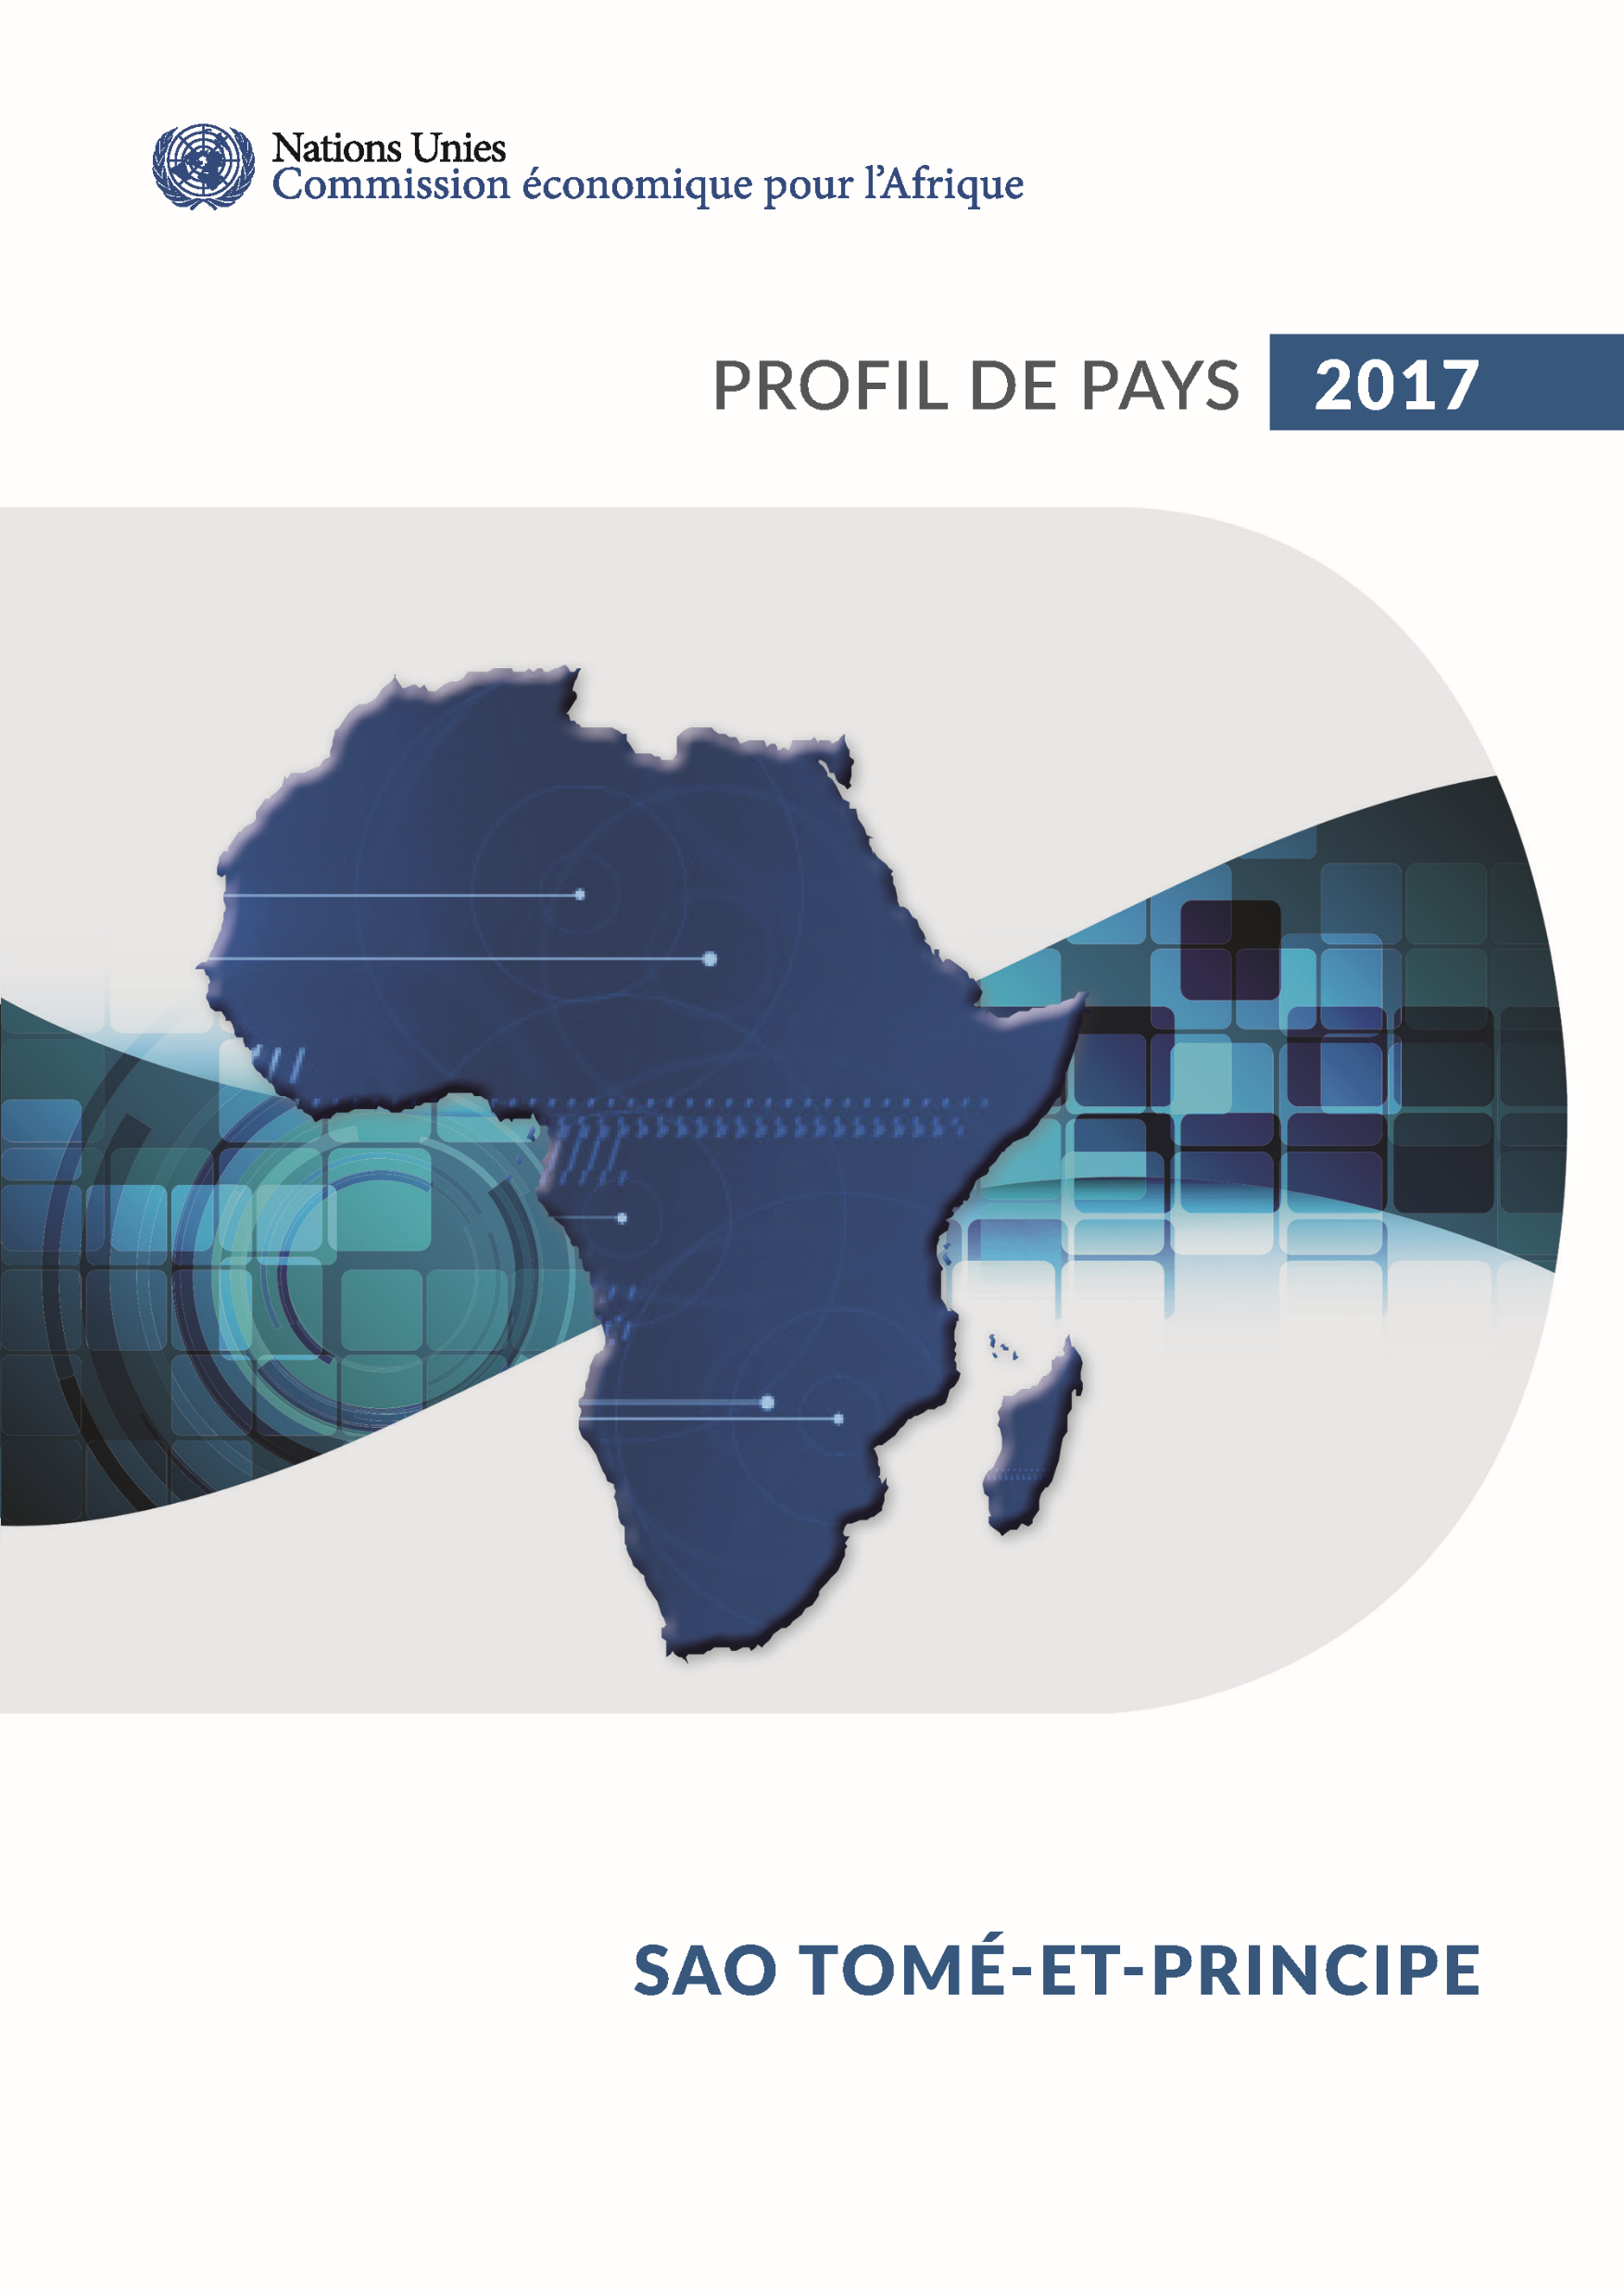 Nations Unies
Commission économique pour l’Afrique
PROFIL DE PAYS 2017
SAO TOMÉ-ET-PRINCIPE